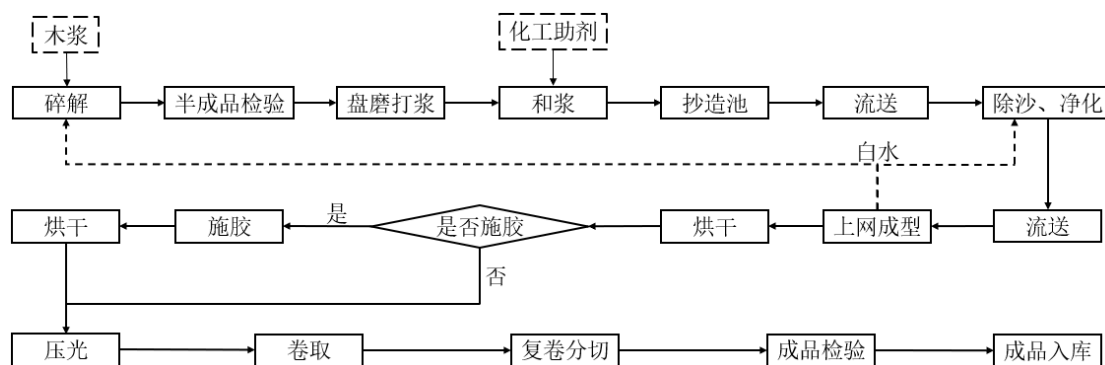 木浆
化工助剂
碎解
半成品检验
盘磨打浆
和浆
抄造池
流送
除沙、净化
白水
烘干
施胶
是
是否施胶
烘干
上网成型
流送
否
压光
卷取
复卷分切
成品检验
成品入库